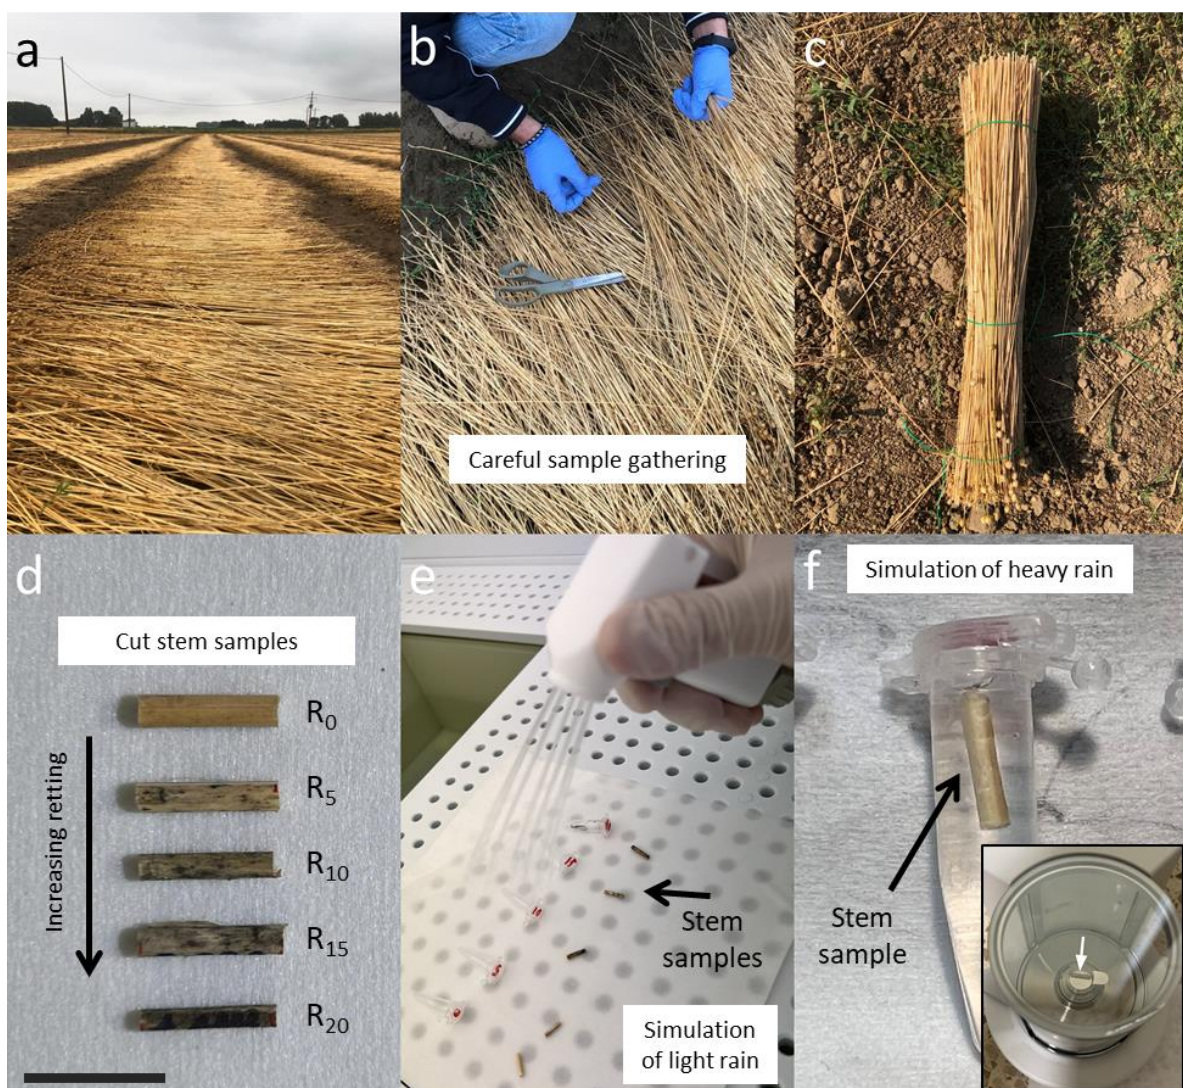 a
b
c
Careful sample gathering
d
Cut stem samples
Increasing retting
R₀
R₅
R₁₀
R₁₅
R₂₀
e
Stem
samples
Simulation
of light rain
f
Simulation of heavy rain
Stem
sample